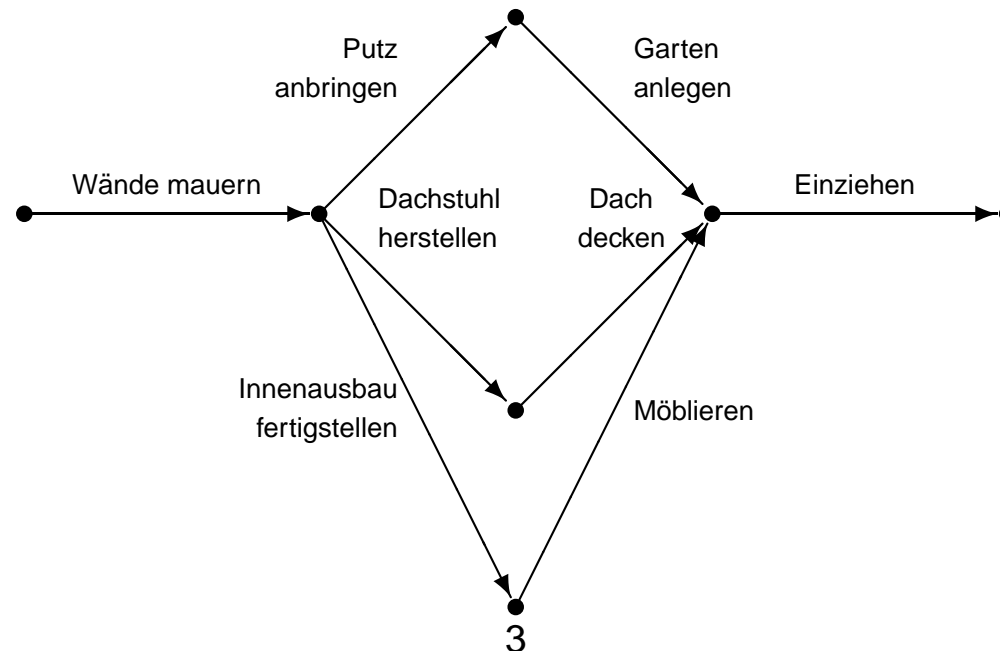 Putz
anbringen
Garten
anlegen
Wände mauern
Dachstuhl
herstellen
Dach
decken
Einziehen
Innenausbau
fertigstellen
Möblieren
3